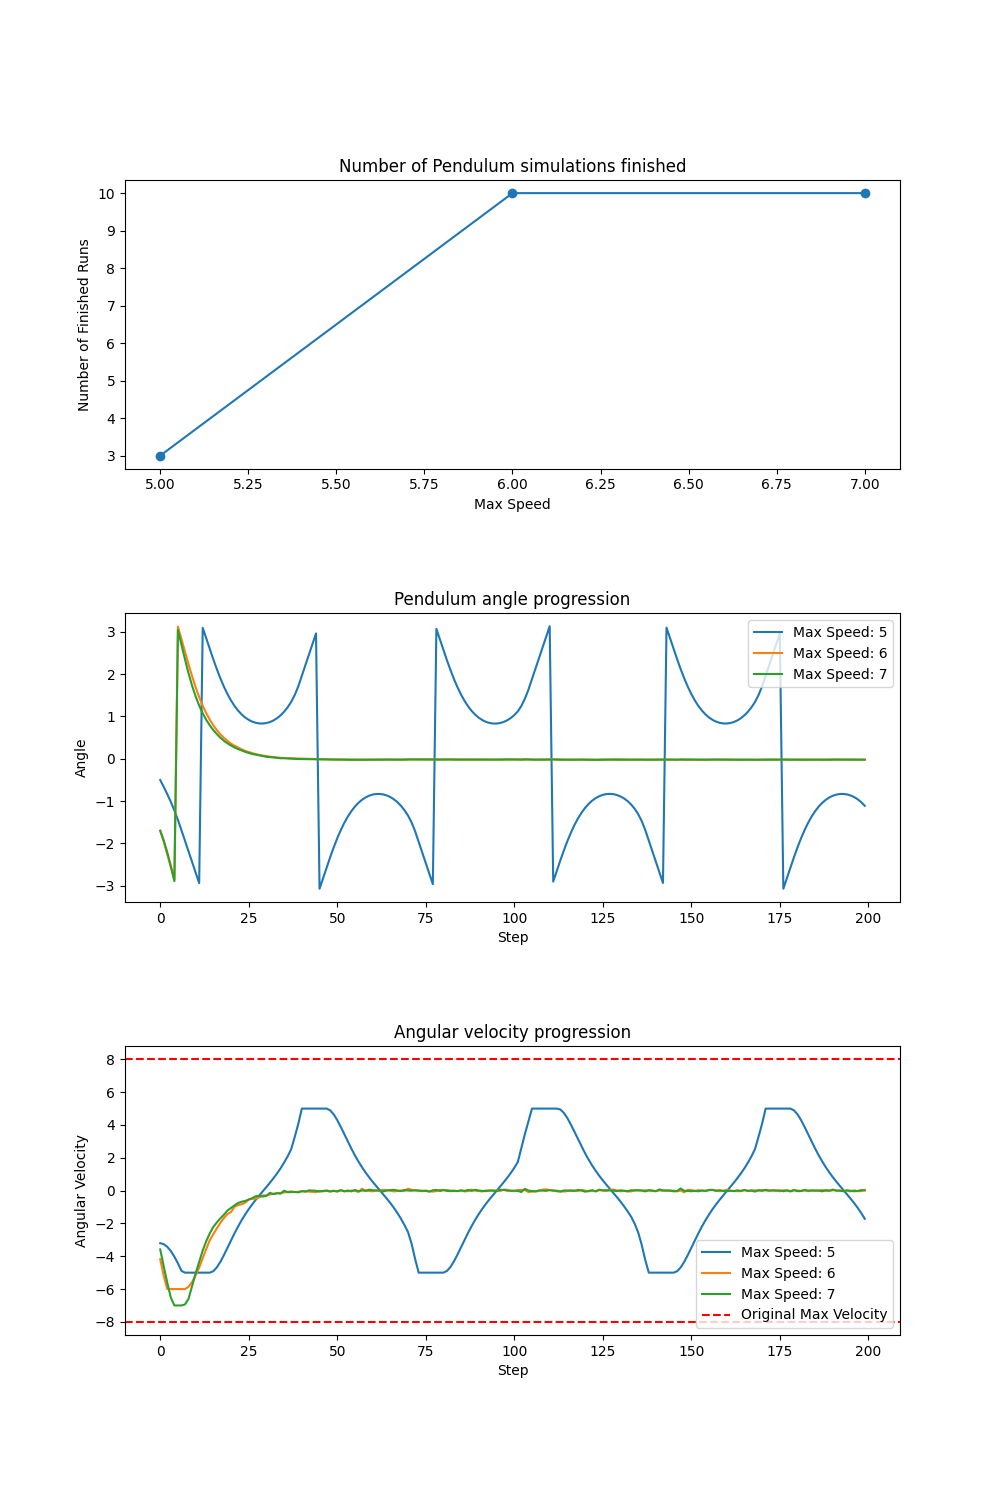 Number of Pendulum simulations finished
10
9
8
7
6
5
4
3
Number of Finished Runs
5.00 5.25 5.50 5.75 6.00 6.25 6.50 6.75 7.00
Max Speed
Pendulum angle progression
3
2
1
0
−1
−2
−3
Angle
Max Speed: 5
Max Speed: 6
Max Speed: 7
0 25 50 75 100 125 150 175 200
Step
Angular velocity progression
8
6
4
2
0
−2
−4
−6
−8
Angular Velocity
Max Speed: 5
Max Speed: 6
Max Speed: 7
Original Max Velocity
0 25 50 75 100 125 150 175 200
Step